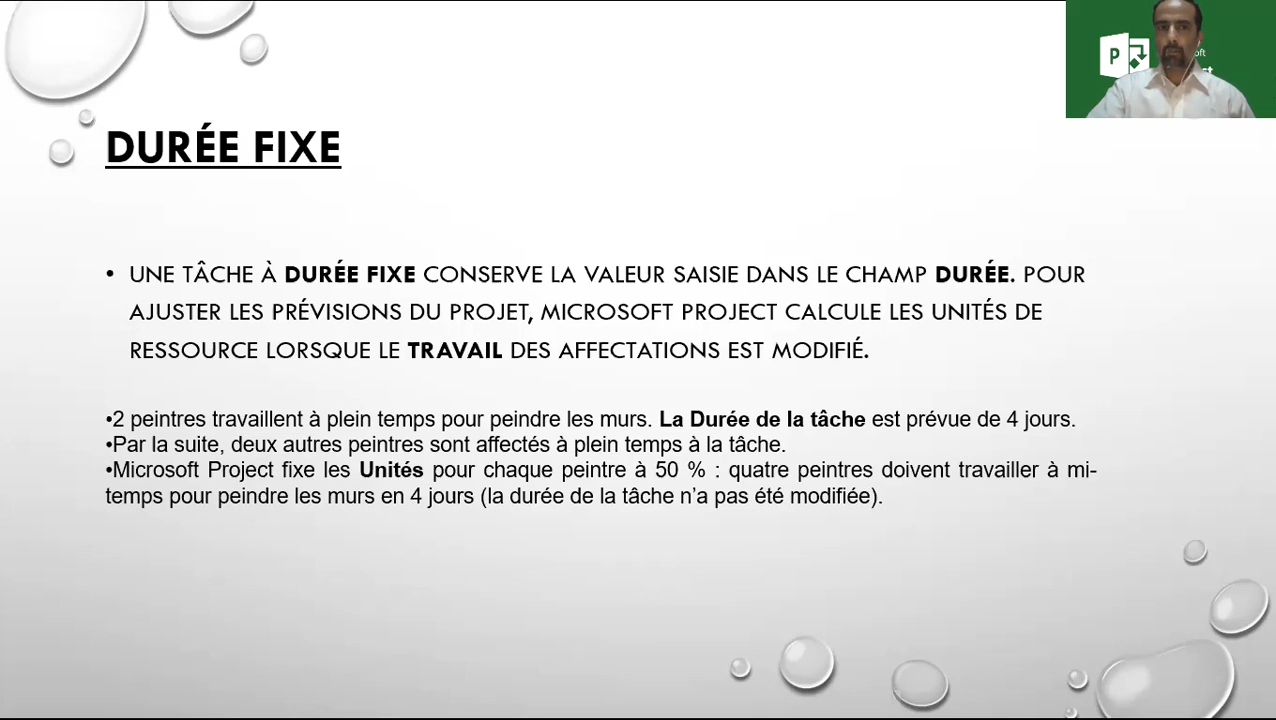 DURÉE FIXE
• UNE TÂCHE À DURÉE FIXE CONSERVE LA VALEUR SAISIE DANS LE CHAMP DURÉE. POUR
AJUSTER LES PRÉVISIONS DU PROJET, MICROSOFT PROJECT CALCULE LES UNITÉS DE
RESSOURCE LORSQUE LE TRAVAIL DES AFFECTATIONS EST MODIFIÉ.
•2 peintres travaillent à plein temps pour peindre les murs. La Durée de la tâche est prévue de 4 jours.
•Par la suite, deux autres peintres sont affectés à plein temps à la tâche.
•Microsoft Project fixe les Unités pour chaque peintre à 50 % : quatre peintres doivent travailler à mi-
temps pour peindre les murs en 4 jours (la durée de la tâche n'a pas été modifiée).
P